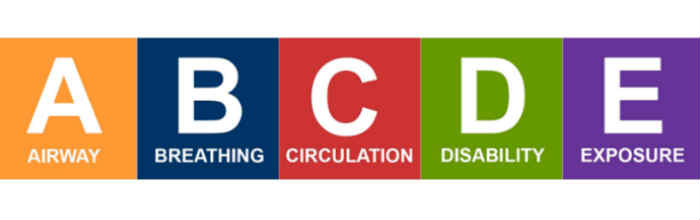 A B C D E
AIRWAY BREATHING CIRCULATION DISABILITY EXPOSURE